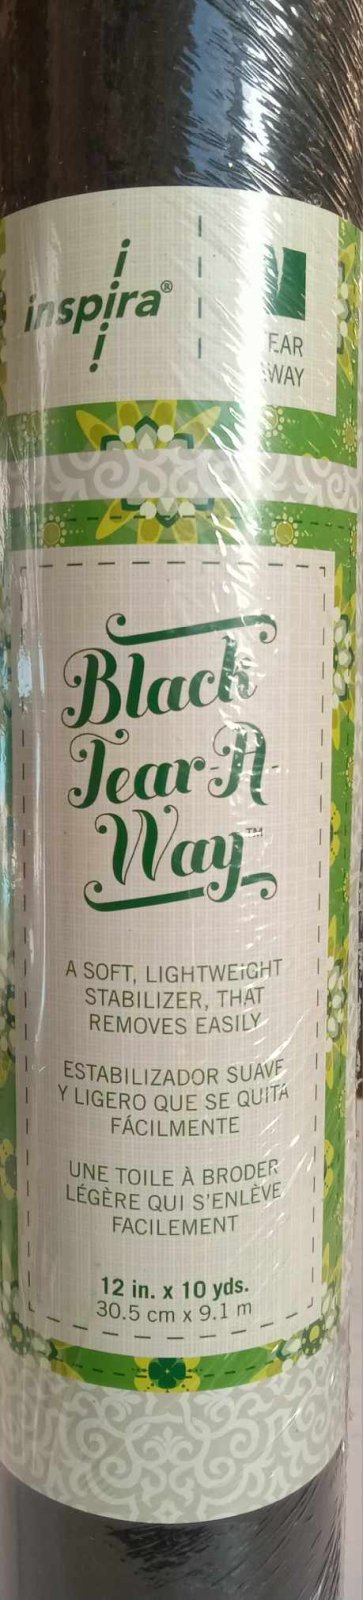 inspira®
EAR
WAY
Black
Tear-A-
Way™
A SOFT, LIGHTWEIGHT
STABILIZER, THAT
REMOVES EASILY
ESTABILIZADOR SUAVE
Y LIGERO QUE SE QUITA
FÁCILMENTE
UNE TOILE À BRODER
LÉGÈRE QUI S'ENLÈVE
FACILEMENT
12 in. x 10 yds.
30.5 cm x 9.1 m